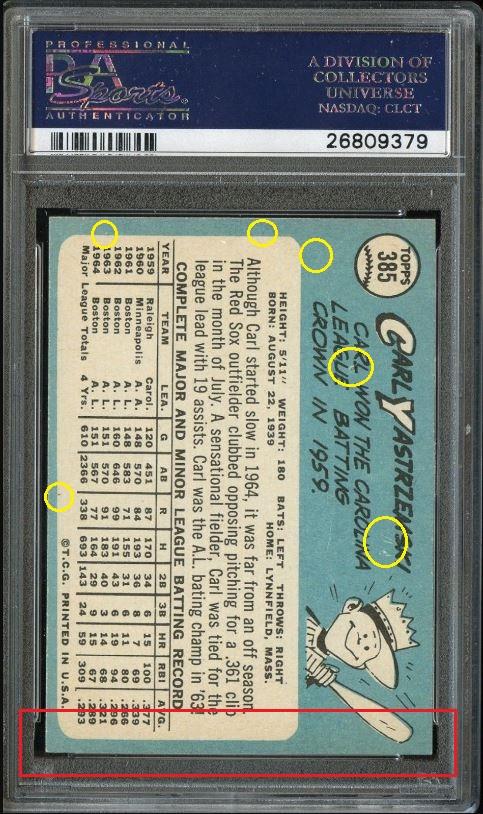 PROFESSIONAL
PSA
Sports
AUTHENTICATOR
A DIVISION OF
COLLECTORS
UNIVERSE
NASDAQ: CLCT
26809379
TOPPS
385
CARL YASTRZEMSKI
CARL WON THE CAROLINA
LEAGUE BATTING
CROWN IN 1959.
HEIGHT: 5'11" WEIGHT: 180 BATS: LEFT THROWS: RIGHT
BORN: AUGUST 22, 1939 HOME: LYNNFIELD, MASS.
Although Carl started slow in 1964, it was far from an off season.
The Red Sox outfielder clubbed opposing pitching for a .361 clip
in the month of July. A sensational fielder, Carl was tied for the
league lead with 19 assists. Carl was the A.L. bating champ in '63!
COMPLETE MAJOR AND MINOR LEAGUE BATTING RECORD
YEAR TEAM LEA. G AB R H 2B 3B HR RBI AVG.
1959 Raleigh Carol. 120 451 87 170 34 6 15 100 .377
1960 Minneapolis A. A. 148 570 84 193 36 8 7 69 .339
1961 Boston A. L. 148 583 71 155 31 6 11 80 .266
1962 Boston A. L. 160 646 99 191 43 6 19 94 .296
1963 Boston A. L. 151 570 91 183 40 3 14 68 .321
1964 Boston A. L. 151 567 77 164 29 9 15 67 .289
Major League Totals 4 Yrs. 610 2366 338 693 143 24 59 309 .293
© T.C.G. PRINTED IN U.S.A.